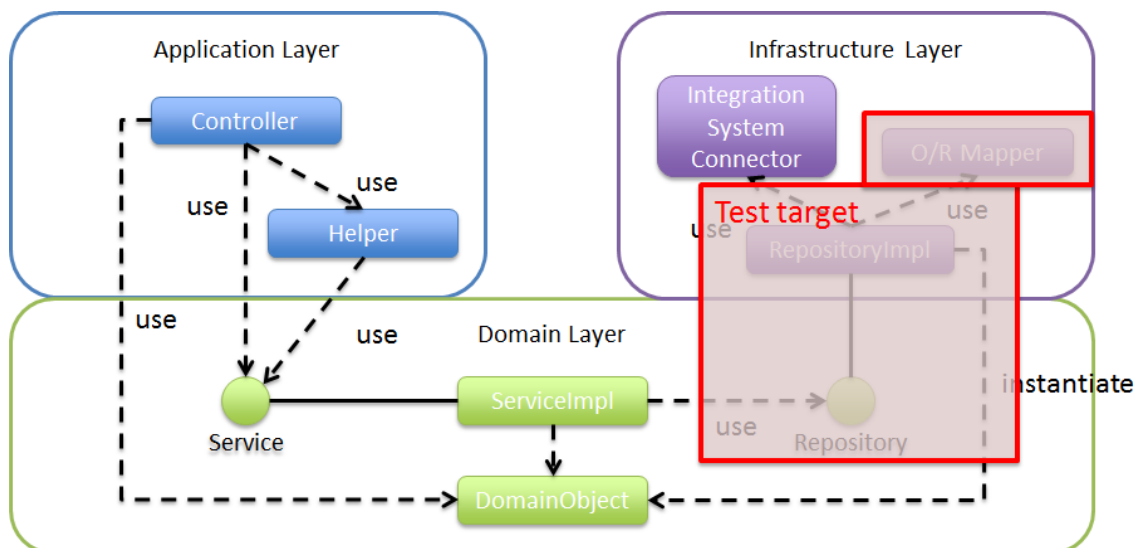 Application Layer
Infrastructure Layer
Controller
Integration
System
Connector
O/R Mapper
use
use
Test target
use
use
Helper
RepositoryImpl
use
use
Domain Layer
instantiate
ServiceImpl
use
Service
Repository
DomainObject